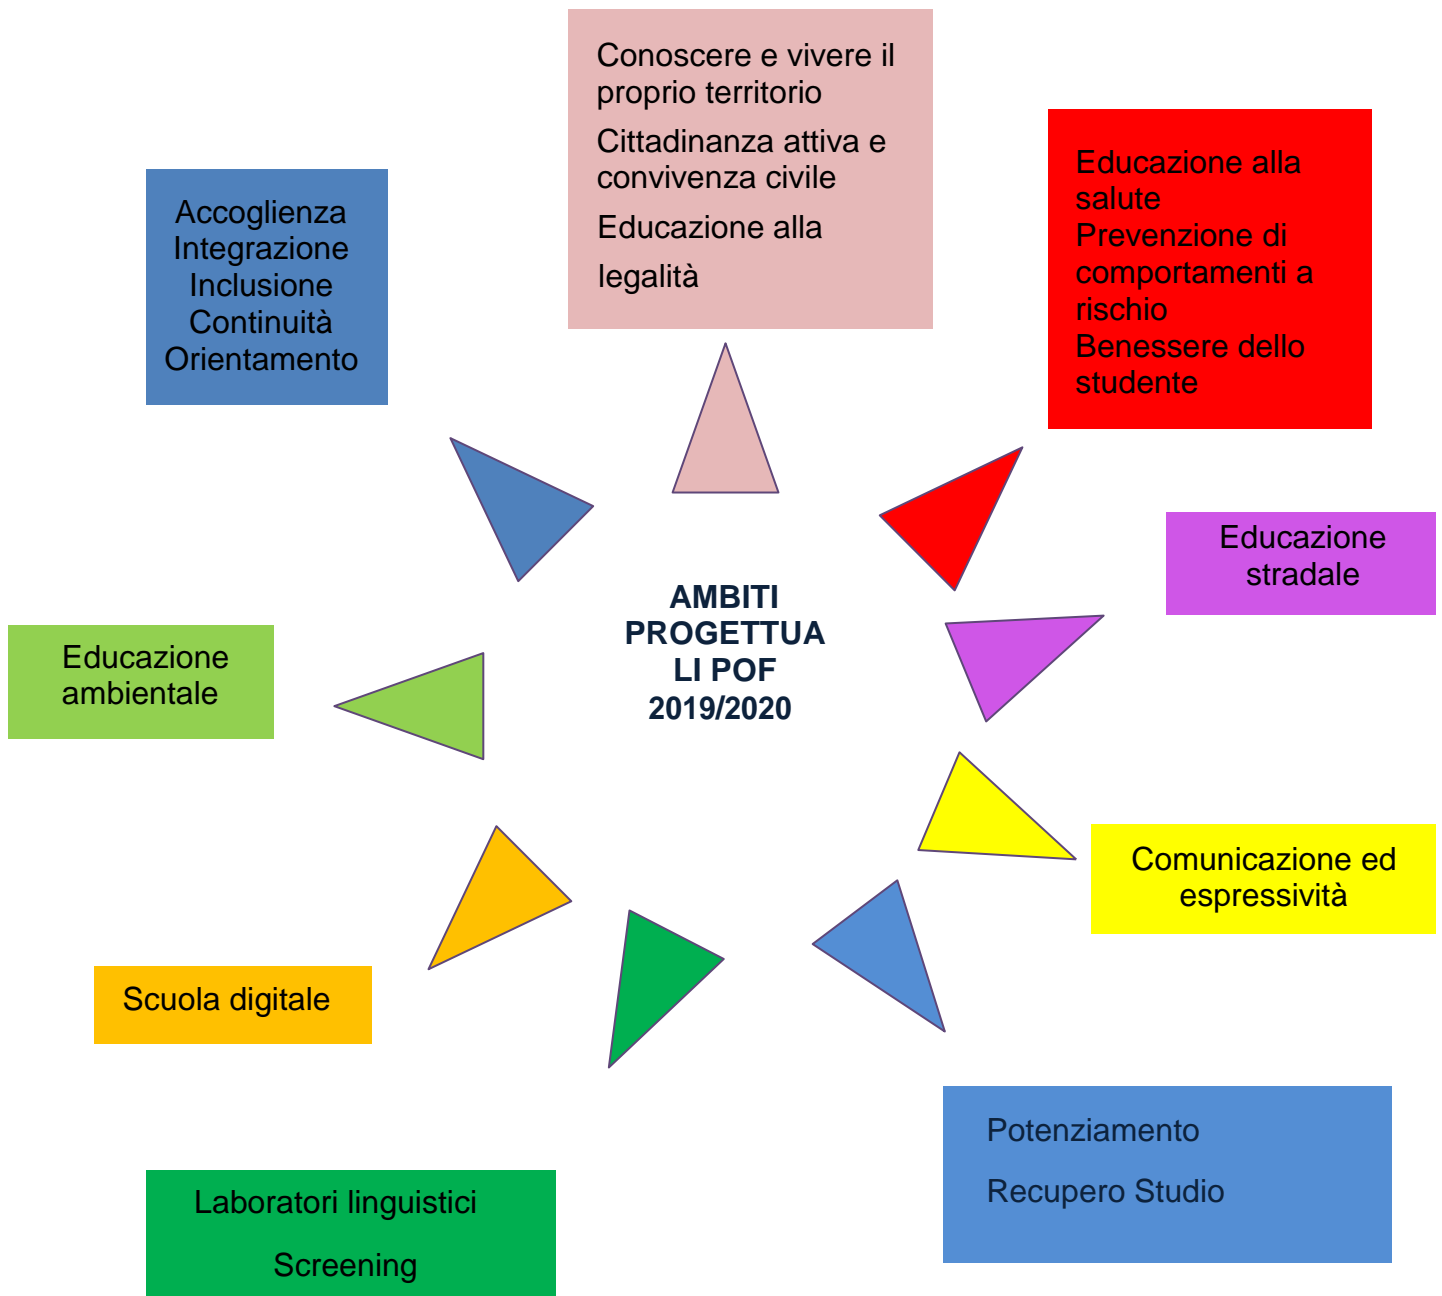 Conoscere e vivere il
proprio territorio
Cittadinanza attiva e
convivenza civile
Educazione alla
legalità
Educazione alla
salute
Prevenzione di
comportamenti a
rischio
Benessere dello
studente
Accoglienza
Integrazione
Inclusione
Continuità
Orientamento
Educazione
stradale
AMBITI
PROGETTUA
LI POF
2019/2020
Educazione
ambientale
Comunicazione ed
espressività
Scuola digitale
Potenziamento
Recupero Studio
Laboratori linguistici
Screening